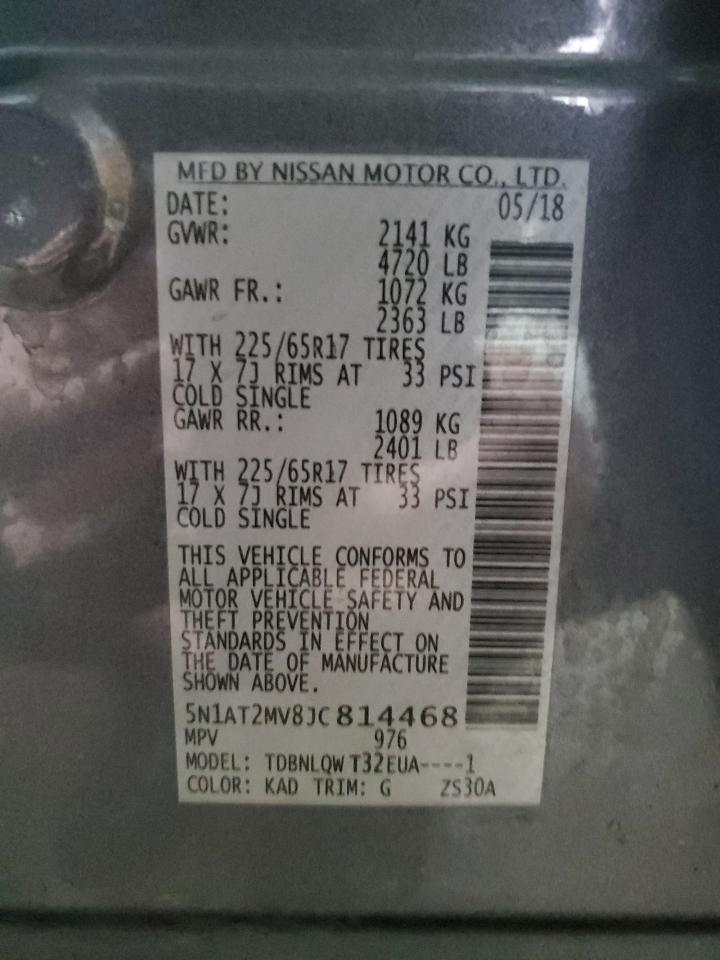 MFD BY NISSAN MOTOR CO., LTD.
DATE: 05/18
GVWR: 2141 KG
4720 LB
GAWR FR.: 1072 KG
2363 LB
WITH 225/65R17 TIRES
17 X 7J RIMS AT 33 PSI
COLD SINGLE
GAWR RR.: 1089 KG
2401 LB
WITH 225/65R17 TIRES
17 X 7J RIMS AT 33 PSI
COLD SINGLE
THIS VEHICLE CONFORMS TO
ALL APPLICABLE FEDERAL
MOTOR VEHICLE SAFETY AND
THEFT PREVENTION
STANDARDS IN EFFECT ON
THE DATE OF MANUFACTURE
SHOWN ABOVE.
5N1AT2MV8JC814468
MPV 976
MODEL: TDBNLQW T32EUA----1
COLOR: KAD TRIM: G ZS30A